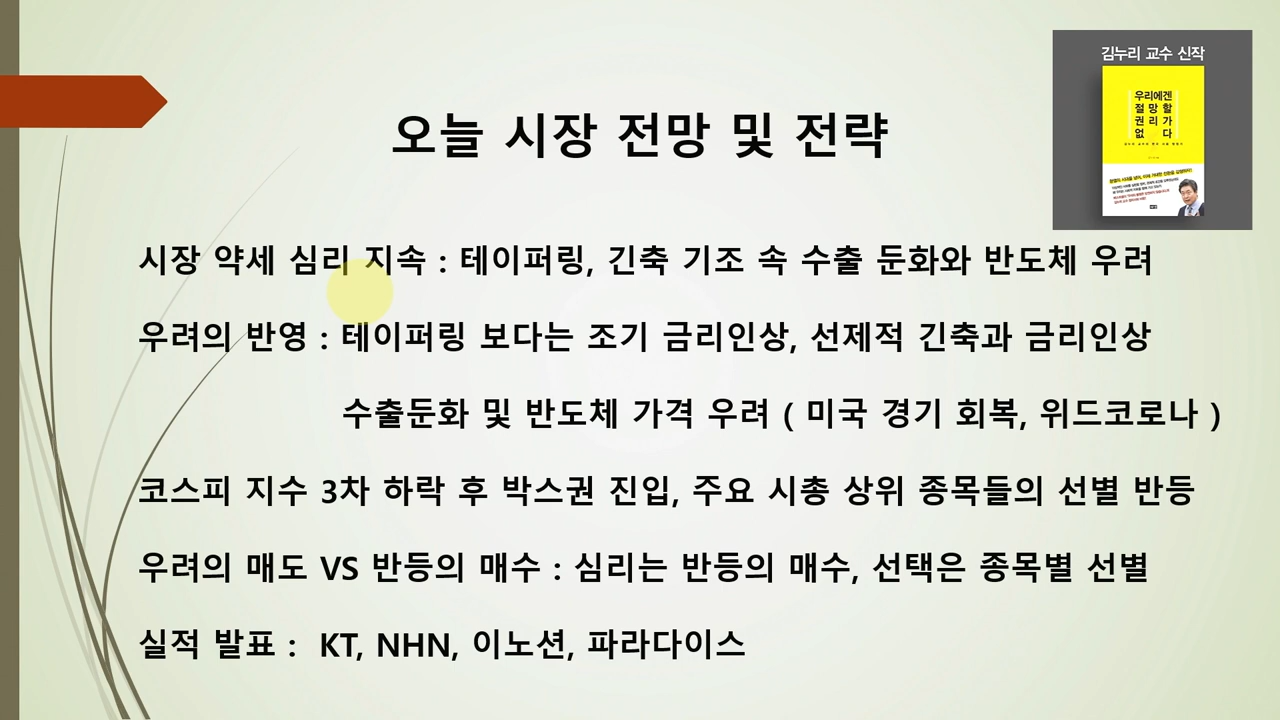 김누리 교수 신작
우리에겐
절망할
권리가
없다
오늘 시장 전망 및 전략
시장 약세 심리 지속 : 테이퍼링, 긴축 기조 속 수출 둔화와 반도체 우려
우려의 반영 : 테이퍼링 보다는 조기 금리인상, 선제적 긴축과 금리인상
수출둔화 및 반도체 가격 우려 ( 미국 경기 회복, 위드코로나 )
코스피 지수 3차 하락 후 박스권 진입, 주요 시총 상위 종목들의 선별 반등
우려의 매도 VS 반등의 매수 : 심리는 반등의 매수, 선택은 종목별 선별
실적 발표 : KT, NHN, 이노션, 파라다이스